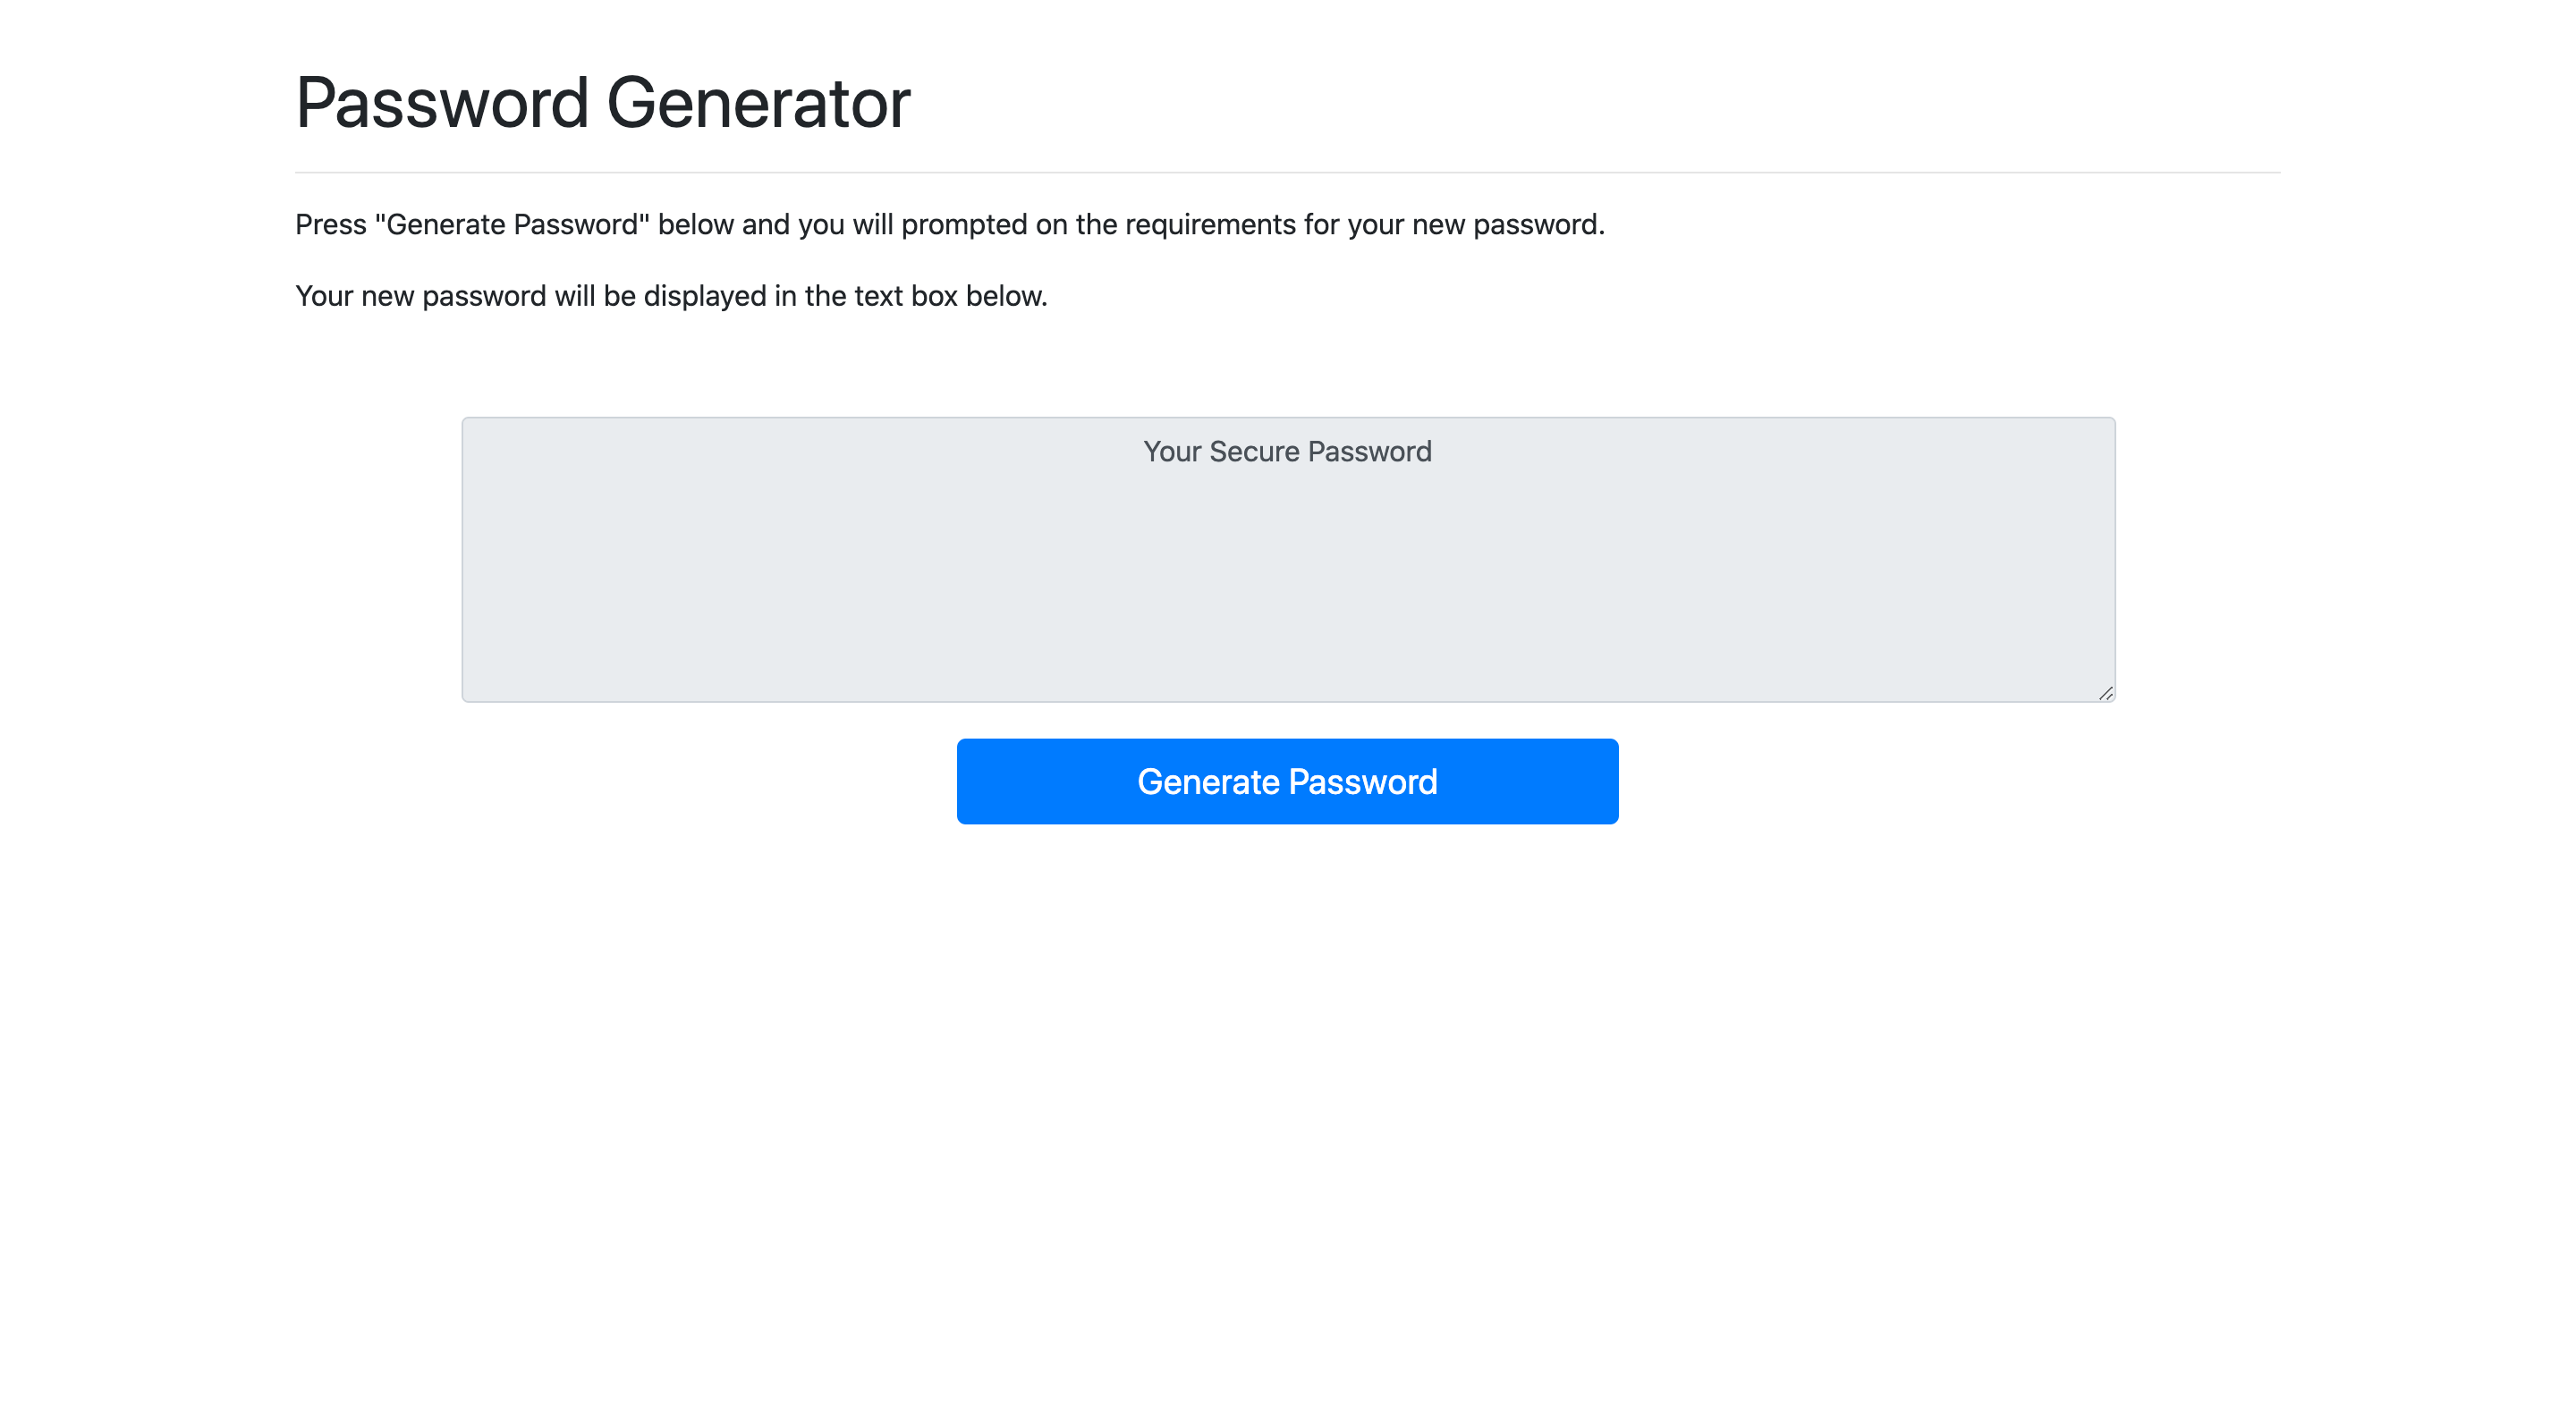 Password Generator
Press "Generate Password" below and you will prompted on the requirements for your new password.
Your new password will be displayed in the text box below.
Your Secure Password
Generate Password